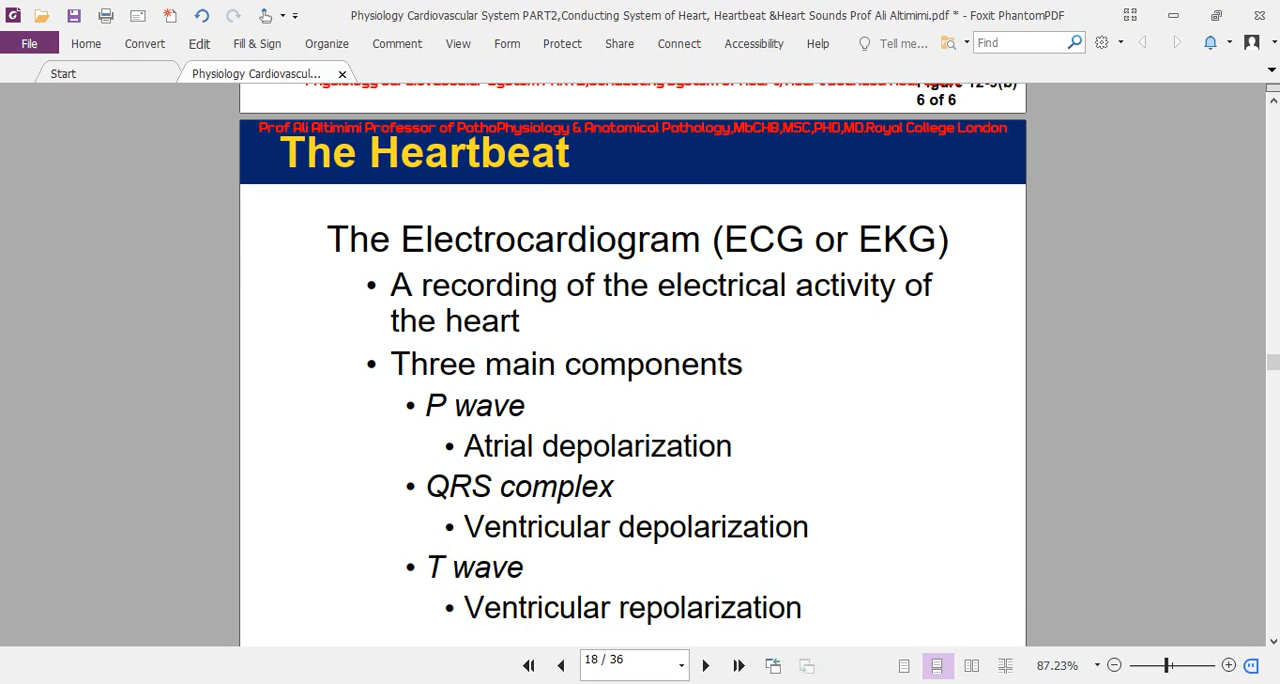 Physiology Cardiovascular System PART2,Conducting System of Heart, Heartbeat &Heart Sounds Prof Ali Altimimi.pdf * - Foxit PhantomPDF
File Home Convert Edit Fill & Sign Organize Comment View Form Protect Share Connect Accessibility Help Tell me... Find
Start Physiology Cardiovascul...
6 of 6
Prof Ali Altimimi Professor of PathoPhysiology & Anatomical Pathology,MbCHB,MSC,PHD,MD.Royal College London
The Heartbeat
The Electrocardiogram (ECG or EKG)
• A recording of the electrical activity of
the heart
• Three main components
• P wave
• Atrial depolarization
• QRS complex
• Ventricular depolarization
• T wave
• Ventricular repolarization
18 / 36 87.23%